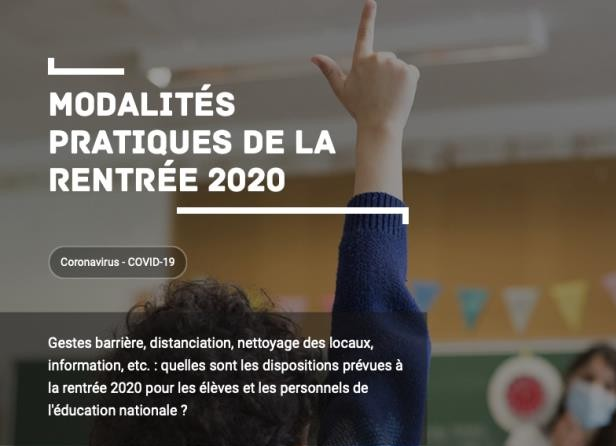 MODALITÉS
PRATIQUES DE LA
RENTRÉE 2020
Coronavirus - COVID-19
Gestes barrière, distanciation, nettoyage des locaux,
information, etc. : quelles sont les dispositions prévues à
la rentrée 2020 pour les élèves et les personnels de
l'éducation nationale ?